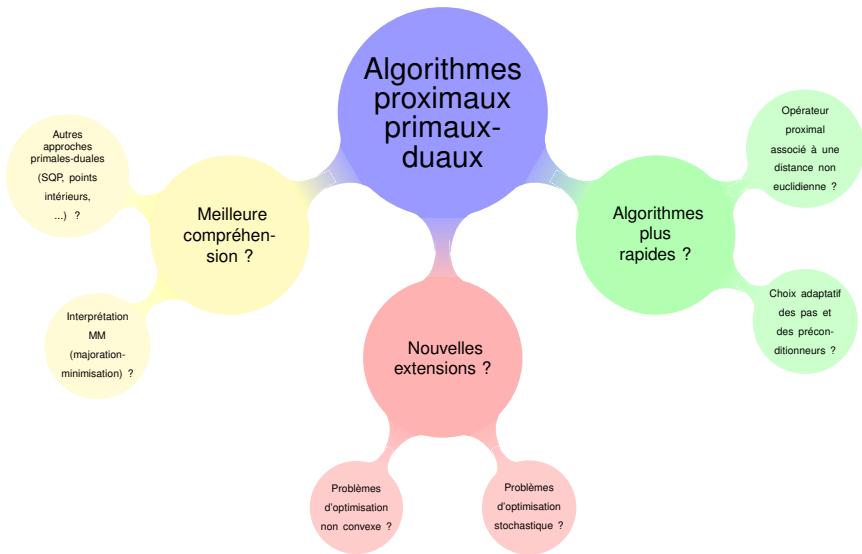 Algorithmes
proximaux
primaux-
duaux
Autres
approches
primales-duales
(SQP, points
intérieurs,
...) ?
Meilleure
compréhen-
sion ?
Interprétation
MM
(majoration-
minimisation) ?
Nouvelles
extensions ?
Problèmes
d'optimisation
non convexe ?
Problèmes
d'optimisation
stochastique ?
Algorithmes
plus
rapides ?
Opérateur
proximal
associé à une
distance non
euclidienne ?
Choix adaptatif
des pas et
des précon-
ditionneurs ?